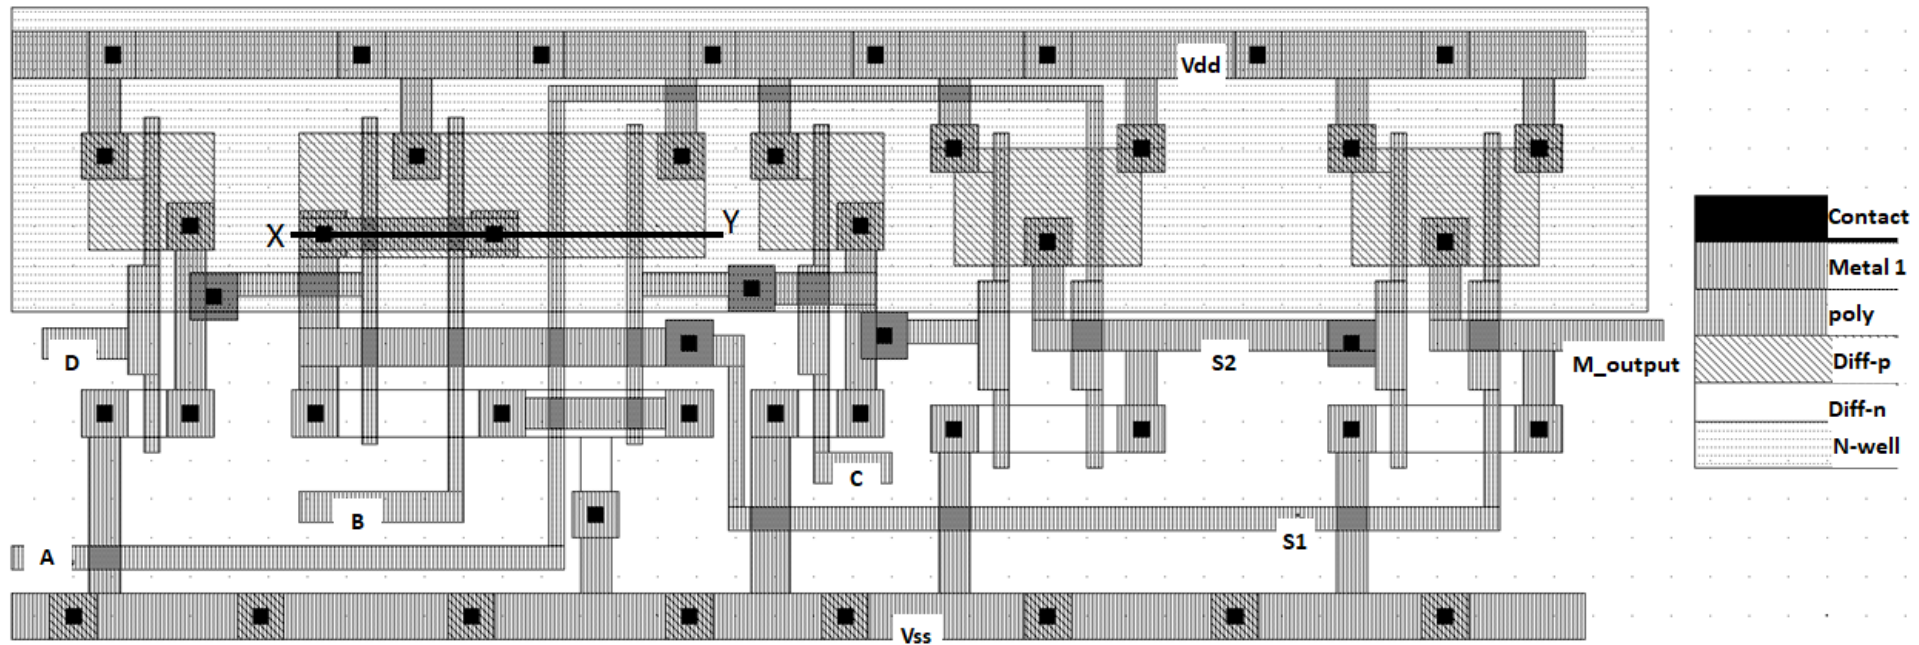 Vdd
X
Y
Contact
Metal 1
poly
Diff-p
Diff-n
N-well
D
S2
M_output
B
C
A
S1
Vss